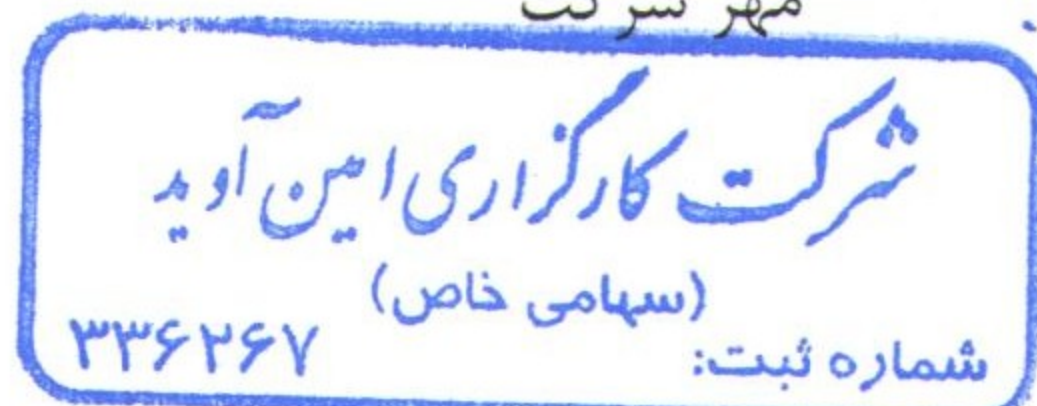 مهر شرکت
شرکت کارگزاری امین آوید
(سهامی خاص)
شماره ثبت: ۳۳۶۲۶۷